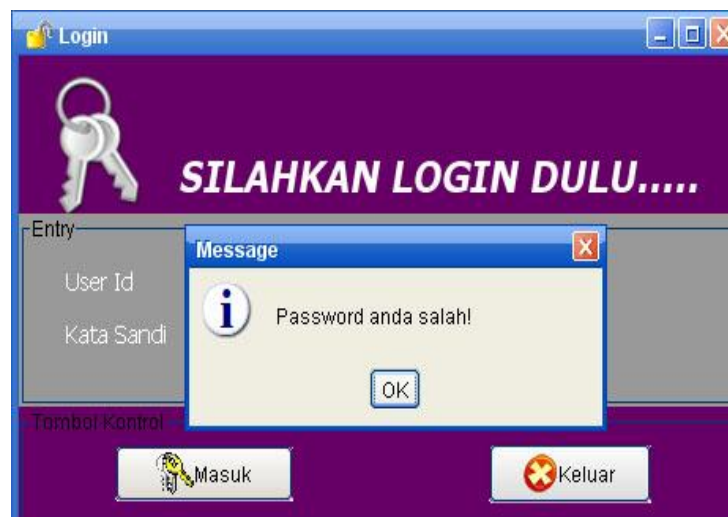 Login
SILAHKAN LOGIN DULU.....
Entry
Message
User Id
Password anda salah!
Kata Sandi
OK
Tombol Kontrol
Masuk
Keluar